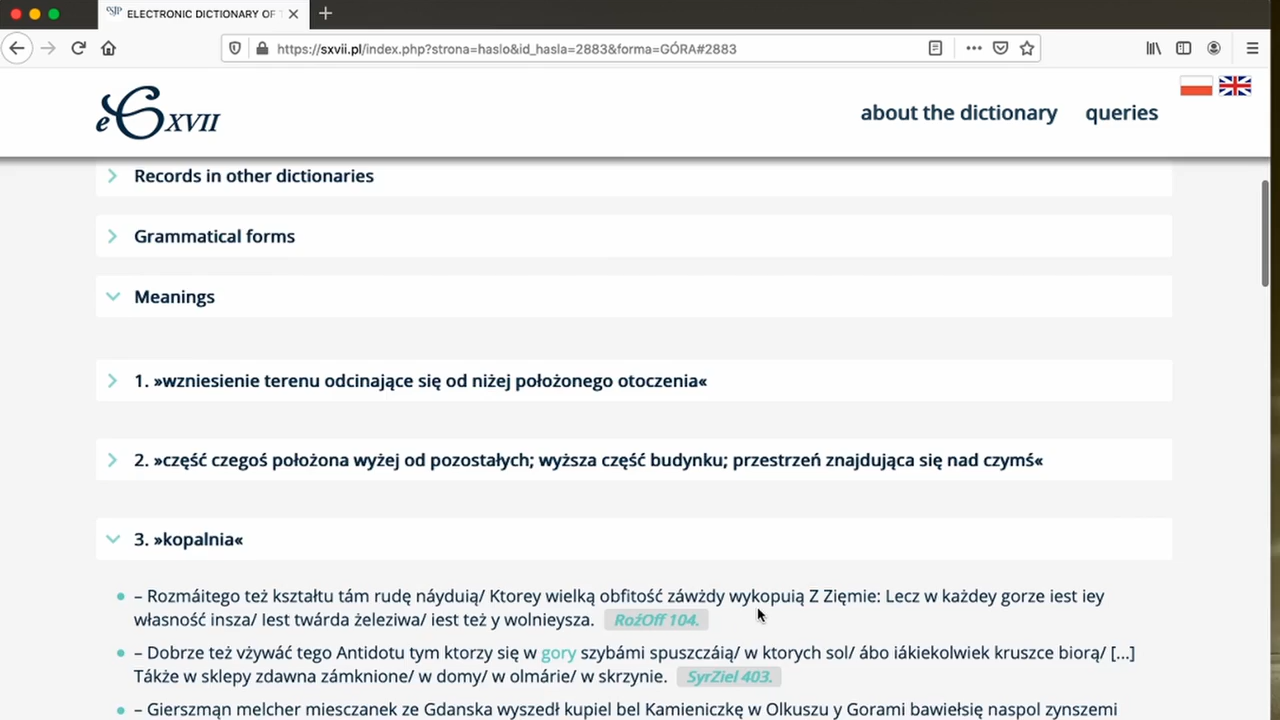 ELECTRONIC DICTIONARY OF T
https://sxvii.pl/index.php?strona=haslo&id_hasla=2883&forma=GÓRA#2883
eSXVII
about the dictionary
queries
Records in other dictionaries
Grammatical forms
Meanings
1. »wzniesienie terenu odcinające się od niżej położonego otoczenia«
2. »część czegoś położona wyżej od pozostałych; wyższa część budynku; przestrzeń znajdująca się nad czymś«
3. »kopalnia«
– Rozmáitego też kształtu tám rudę náyduią/ Ktorey wielką obfitość záwżdy wykopuią Z Zięmie: Lecz w każdey gorze iest iey
własność insza/ Iest twárda żeleziwa/ iest też y wolnieysza. RoźOff 104.
– Dobrze też vżywáć tego Antidotu tym ktorzy się w gory szybámi spuszczáią/ w ktorych sol/ ábo iákiekolwiek kruszce biorą/ [...]
Tákże w sklepy zdawna zámknione/ w domy/ w olmárie/ w skrzynie. SyrZiel 403.
– Gierszmąn melcher miesczanek ze Gdanska wyszedł kupiel bel Kamieniczkę w Olkuszu y Gorami bawiełsię naspol zynszemi